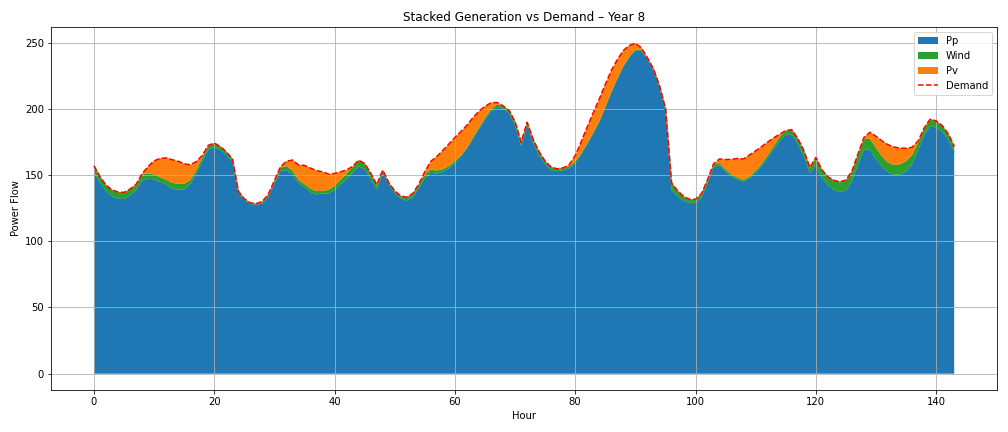 Stacked Generation vs Demand – Year 8
Pp
Wind
Pv
Demand
250
200
150
100
50
0
Power Flow
0 20 40 60 80 100 120 140
Hour